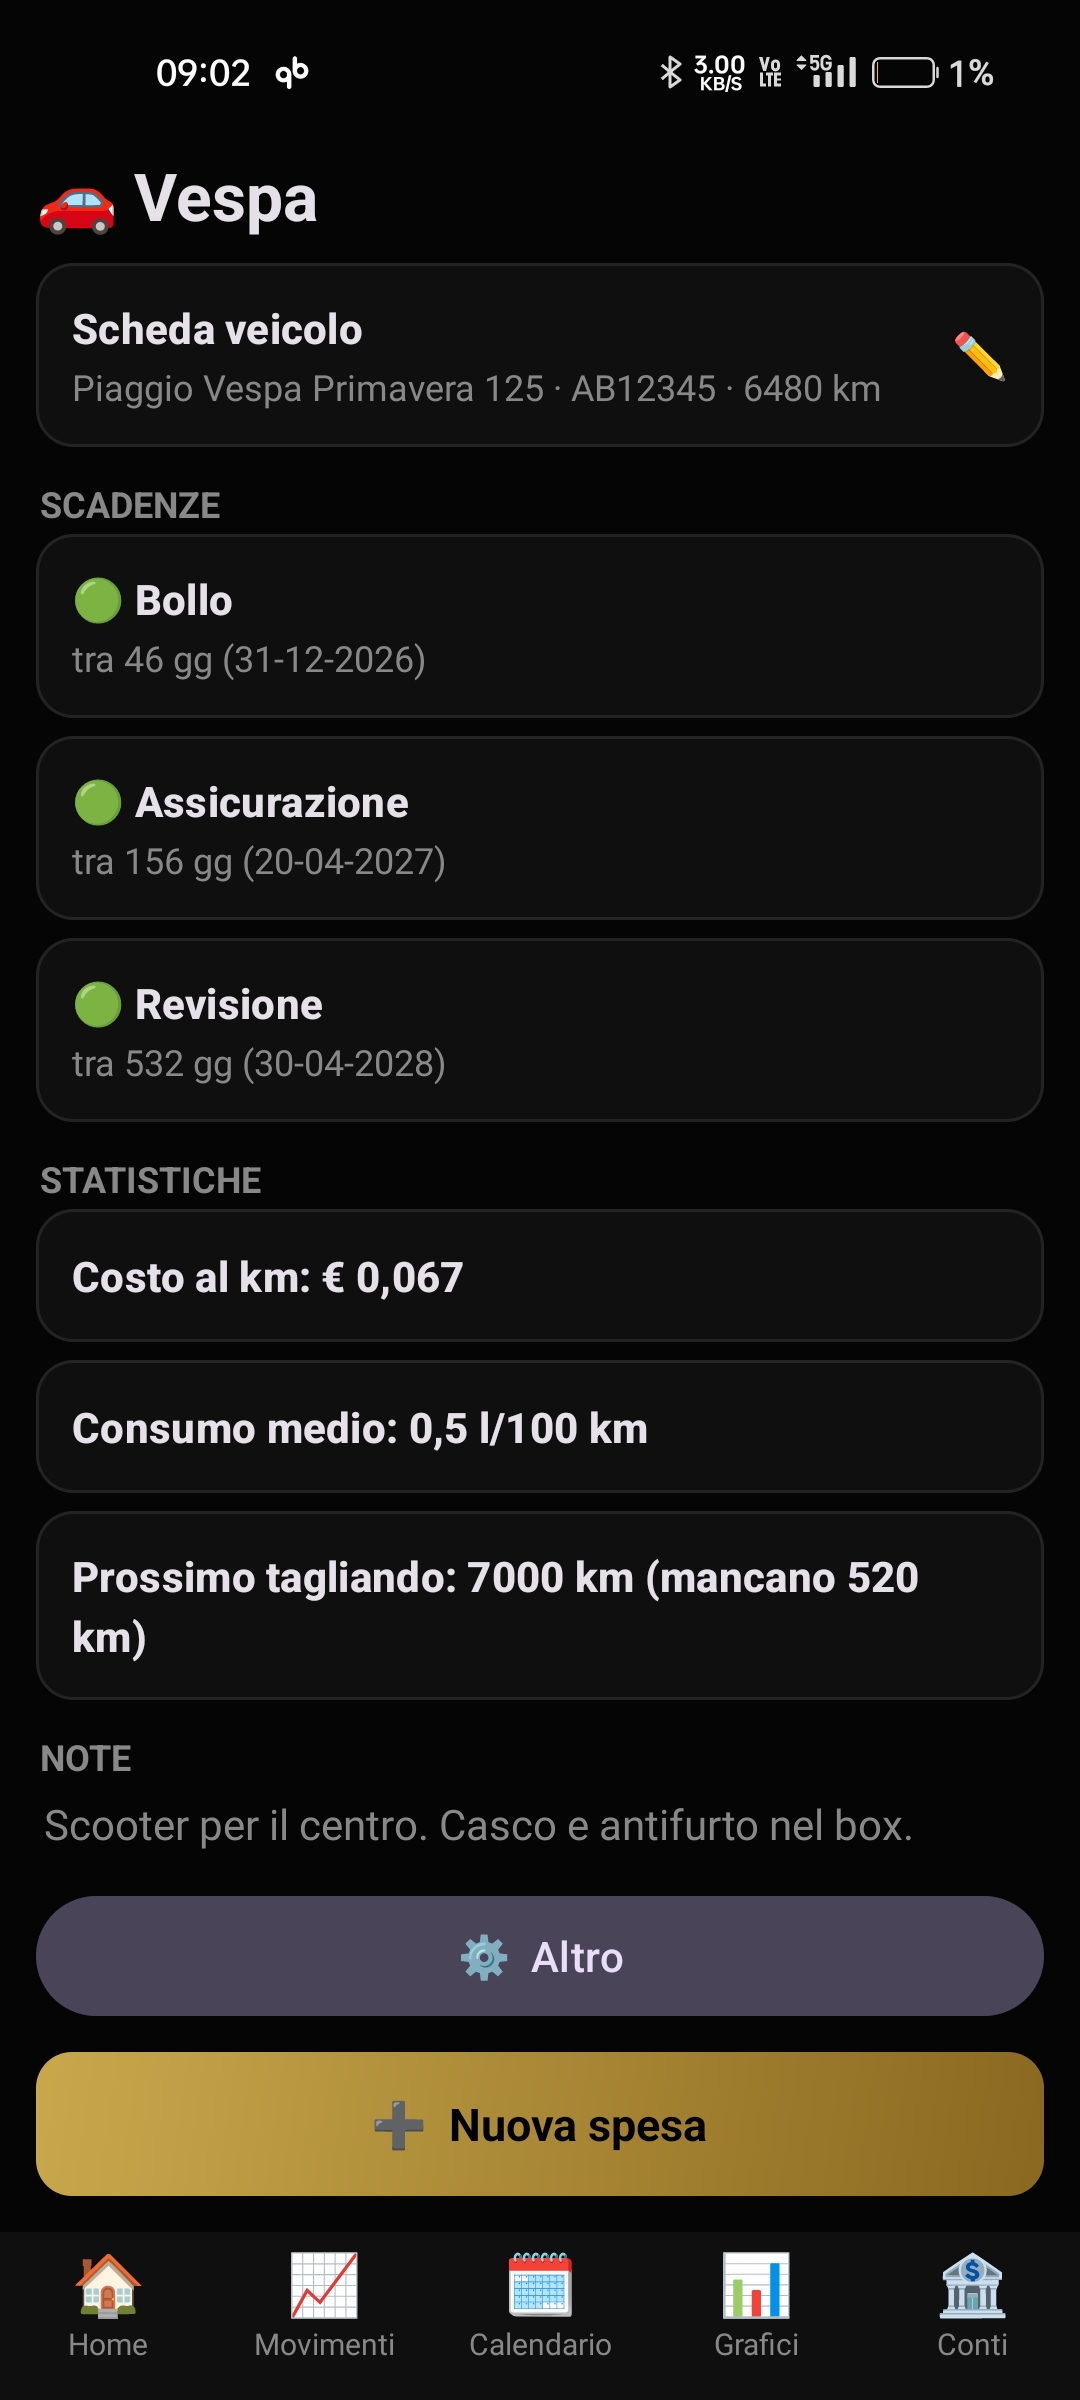 09:02 3.00 KB/S Vo LTE 5G 1%
Vespa
Scheda veicolo
Piaggio Vespa Primavera 125 · AB12345 · 6480 km
SCADENZE
Bollo
tra 46 gg (31-12-2026)
Assicurazione
tra 156 gg (20-04-2027)
Revisione
tra 532 gg (30-04-2028)
STATISTICHE
Costo al km: € 0,067
Consumo medio: 0,5 l/100 km
Prossimo tagliando: 7000 km (mancano 520
km)
NOTE
Scooter per il centro. Casco e antifurto nel box.
Altro
Nuova spesa
Home Movimenti Calendario Grafici Conti